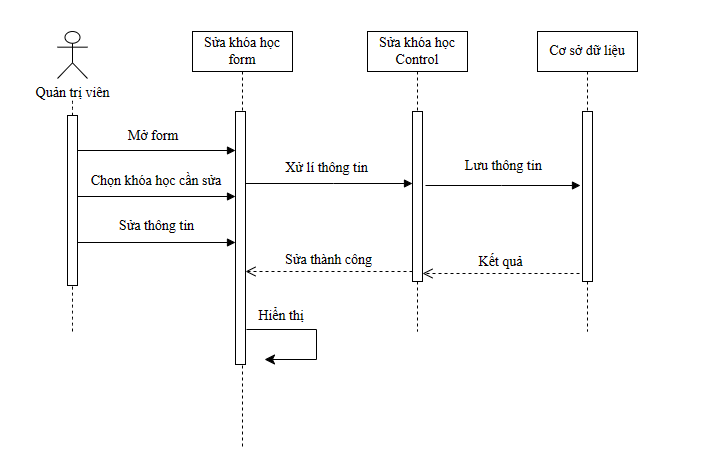 Sửa khóa học
form
Sửa khóa học
Control
Cơ sở dữ liệu
Quản trị viên
Mở form
Xử lí thông tin
Lưu thông tin
Chọn khóa học cần sửa
Sửa thông tin
Sửa thành công
Kết quả
Hiển thị